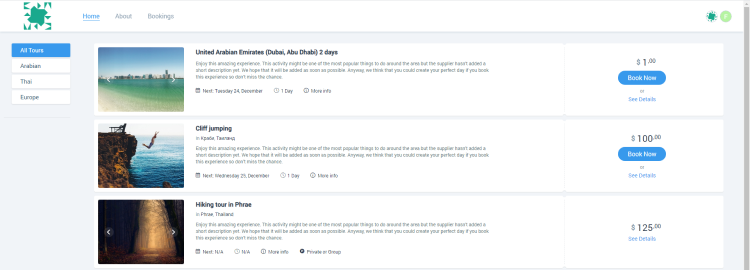 Home About Bookings
All Tours
Arabian
Thai
Europe
United Arabian Emirates (Dubai, Abu Dhabi) 2 days
Enjoy this amazing experience. This activity might be one of the most popular things to do around the area but the supplier hasn't added a
short description yet. We hope that it will be added as soon as possible. Anyway, we think that you could create your perfect day if you book
this experience so don't miss the chance.
Next: Tuesday 24, December 1 Day More info
$ 1.00
Book Now
or
See Details
Cliff jumping
in Краби, Таиланд
Enjoy this amazing experience. This activity might be one of the most popular things to do around the area but the supplier hasn't added a
short description yet. We hope that it will be added as soon as possible. Anyway, we think that you could create your perfect day if you book
this experience so don't miss the chance.
Next: Wednesday 25, December 1 Day More info
$ 100.00
Book Now
or
See Details
Hiking tour in Phrae
in Phrae, Thailand
Enjoy this amazing experience. This activity might be one of the most popular things to do around the area but the supplier hasn't added a
short description yet. We hope that it will be added as soon as possible. Anyway, we think that you could create your perfect day if you book
this experience so don't miss the chance.
Next: N/A N/A More info Private or Group
$ 125.00
See Details